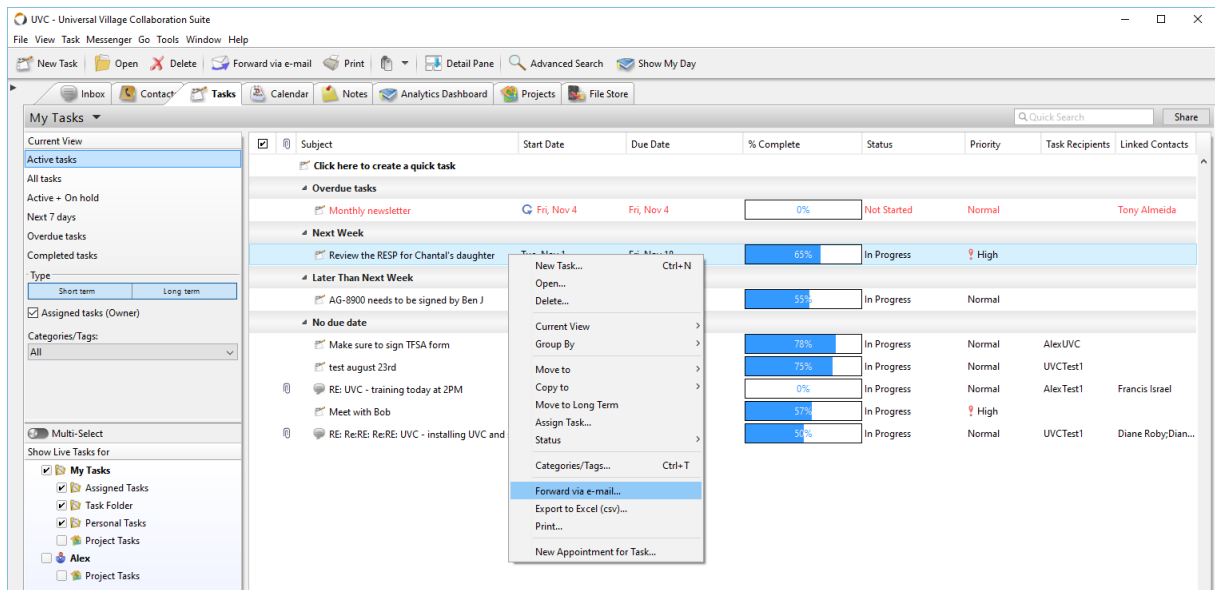 UVC - Universal Village Collaboration Suite
File View Task Messenger Go Tools Window Help
New Task Open Delete Forward via e-mail Print Detail Pane Advanced Search Show My Day
Inbox Contact Tasks Calendar Notes Analytics Dashboard Projects File Store
My Tasks Quick Search Share
Current View
Active tasks
All tasks
Active + On hold
Next 7 days
Overdue tasks
Completed tasks
Type
Short term Long term
Assigned tasks (Owner)
Categories/Tags:
All
Multi-Select
Show Live Tasks for
My Tasks
Assigned Tasks
Task Folder
Personal Tasks
Project Tasks
Alex
Project Tasks
Subject Start Date Due Date % Complete Status Priority Task Recipients Linked Contacts
Click here to create a quick task
Overdue tasks
Monthly newsletter Fri, Nov 4 Fri, Nov 4 0% Not Started Normal Tony Almeida
Next Week
Review the RESP for Chantal's daughter Tue, Nov 1 Fri, Nov 18 65% In Progress High
Later Than Next Week
AG-8900 needs to be signed by Ben J 55% In Progress Normal
No due date
Make sure to sign TFSA form 78% In Progress Normal AlexUVC
test august 23rd 75% In Progress Normal UVCTest1
RE: UVC - training today at 2PM 0% In Progress Normal AlexTest1 Francis Israel
Meet with Bob 57% In Progress High
RE: Re:RE: Re:RE: UVC - installing UVC and 50% In Progress Normal UVCTest1 Diane Roby;Dian...
New Task... Ctrl+N
Open...
Delete...
Current View
Group By
Move to
Copy to
Move to Long Term
Assign Task...
Status
Categories/Tags... Ctrl+T
Forward via e-mail...
Export to Excel (csv)...
Print...
New Appointment for Task...